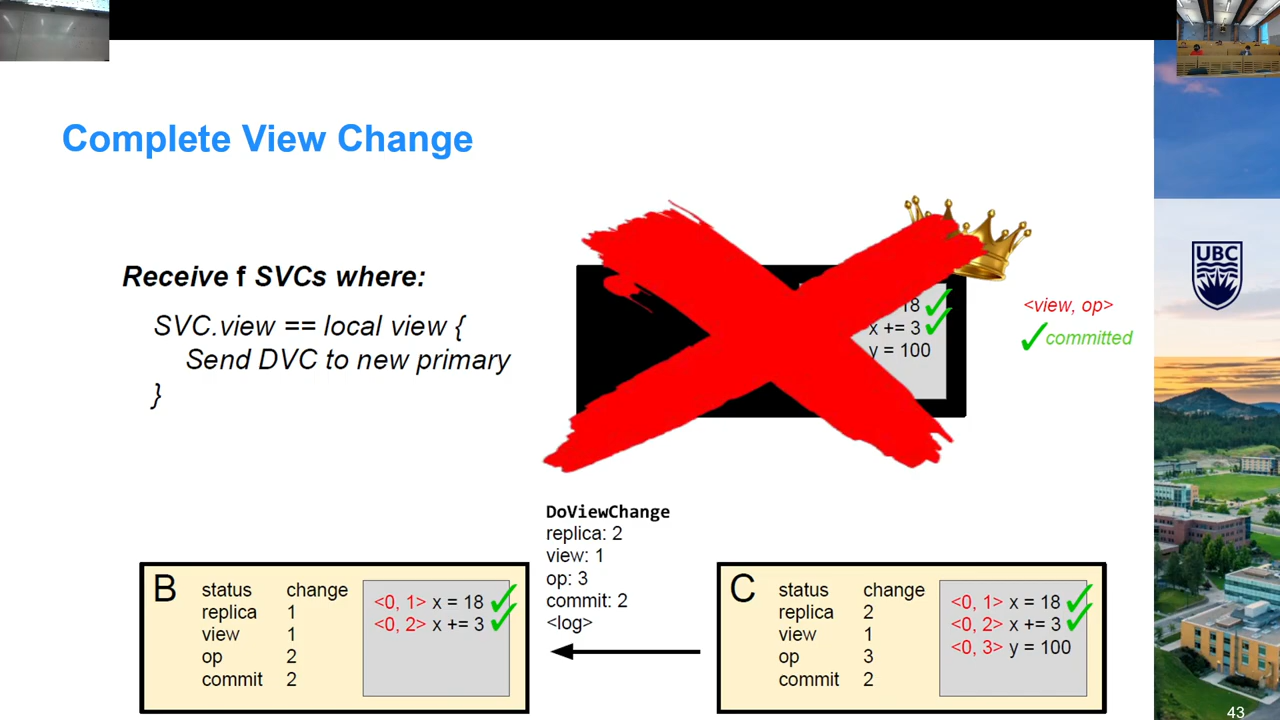 Complete View Change
Receive f SVCs where:
SVC.view == local view {
Send DVC to new primary
}
18
x += 3
y = 100
<view, op>
committed
UBC
DoViewChange
replica: 2
view: 1
op: 3
commit: 2
<log>
B
status change
replica 1
view 1
op 2
commit 2
<0, 1> x = 18
<0, 2> x += 3
C
status change
replica 2
view 1
op 3
commit 2
<0, 1> x = 18
<0, 2> x += 3
<0, 3> y = 100
43